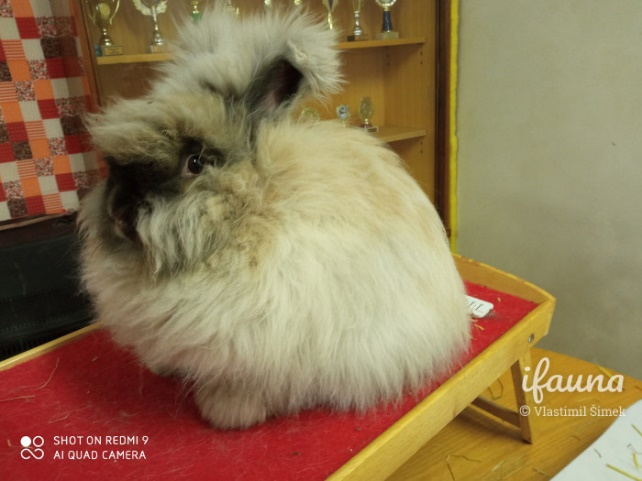 ifauna
© Vlastimil Šimek
SHOT ON REDMI 9
AI QUAD CAMERA